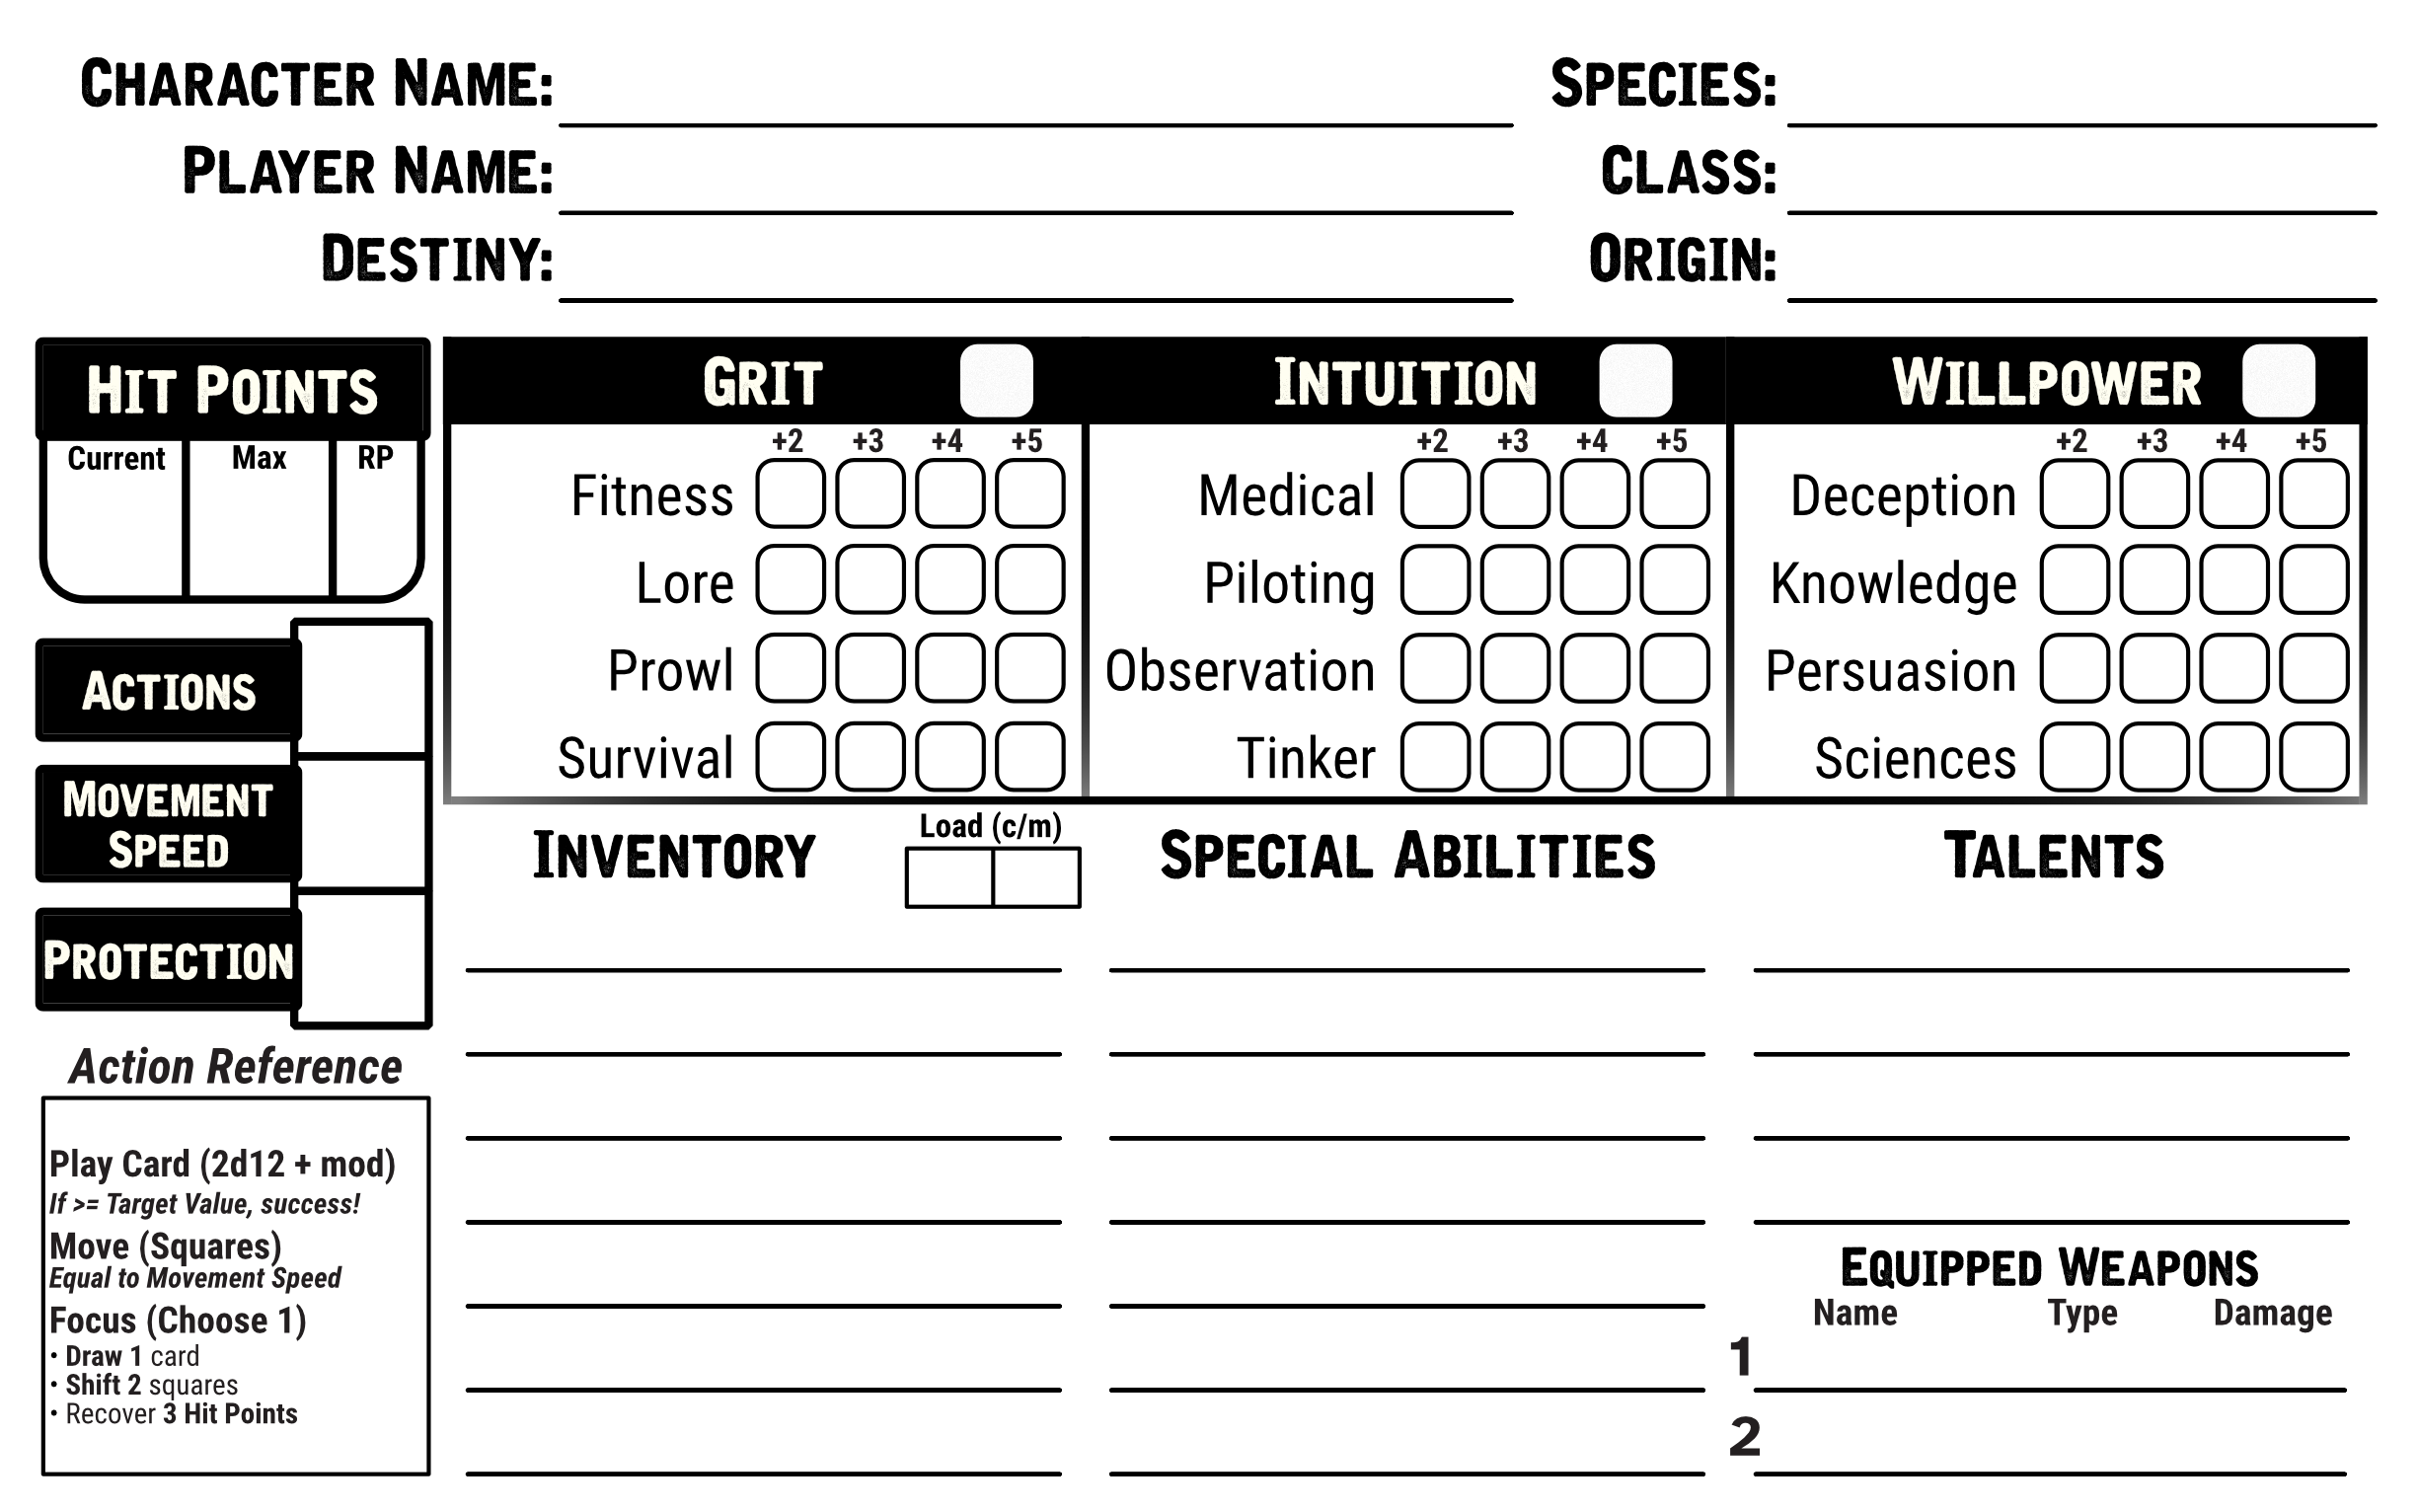 CHARACTER NAME:
SPECIES:
PLAYER NAME:
CLASS:
DESTINY:
ORIGIN:
HIT POINTS
Current Max RP
ACTIONS
MOVEMENT
SPEED
PROTECTION
Action Reference
Play Card (2d12 + mod)
If >= Target Value, success!
Move (Squares)
Equal to Movement Speed
Focus (Choose 1)
• Draw 1 card
• Shift 2 squares
• Recover 3 Hit Points
GRIT
+2 +3 +4 +5
Fitness
Lore
Prowl
Survival
INTUITION
+2 +3 +4 +5
Medical
Piloting
Observation
Tinker
WILLPOWER
+2 +3 +4 +5
Deception
Knowledge
Persuasion
Sciences
INVENTORY
Load (c/m)
SPECIAL ABILITIES
TALENTS
EQUIPPED WEAPONS
Name Type Damage
1
2